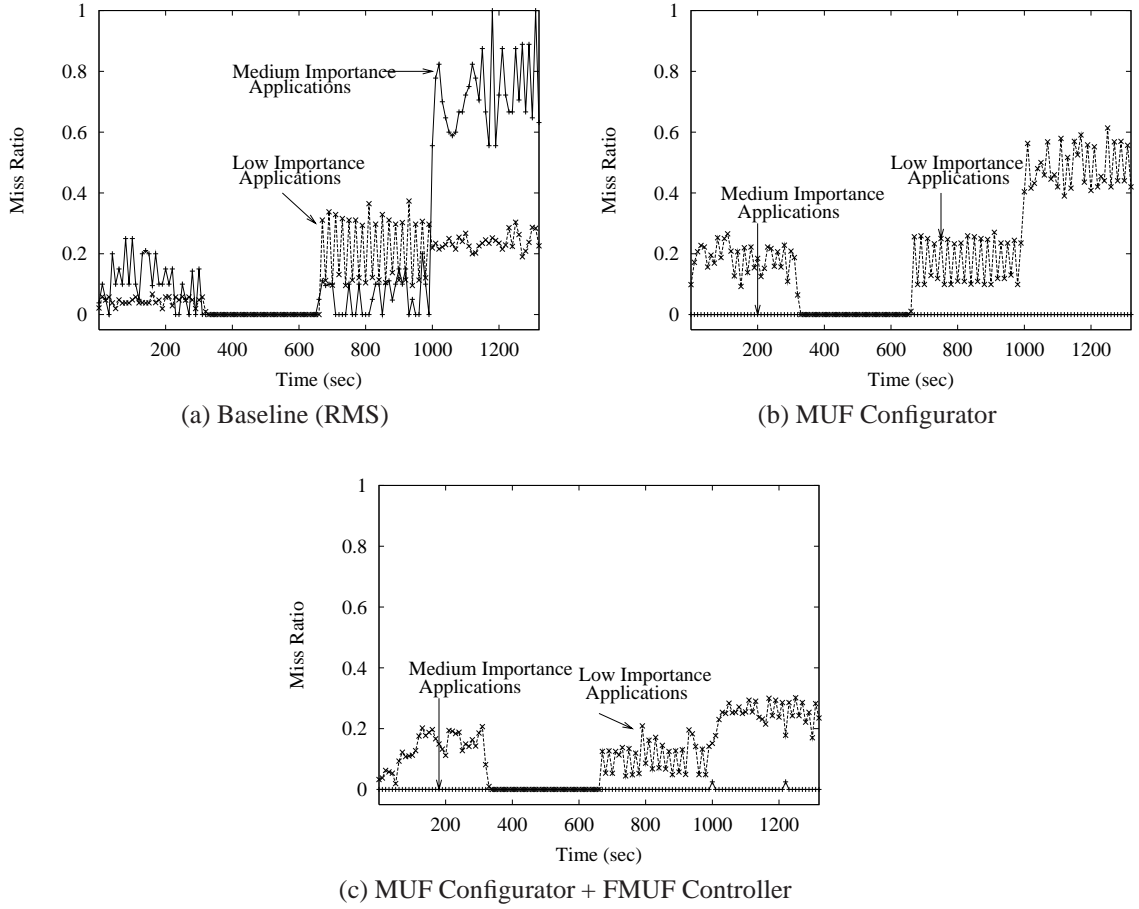 1
0.8
0.6
0.4
0.2
0
Miss Ratio
Medium Importance
Applications
Low Importance
Applications
200 400 600 800 1000 1200
Time (sec)
(a) Baseline (RMS)
1
0.8
0.6
0.4
0.2
0
Miss Ratio
Low Importance
Applications
Medium Importance
Applications
200 400 600 800 1000 1200
Time (sec)
(b) MUF Configurator
1
0.8
0.6
0.4
0.2
0
Miss Ratio
Medium Importance
Applications
Low Importance
Applications
200 400 600 800 1000 1200
Time (sec)
(c) MUF Configurator + FMUF Controller